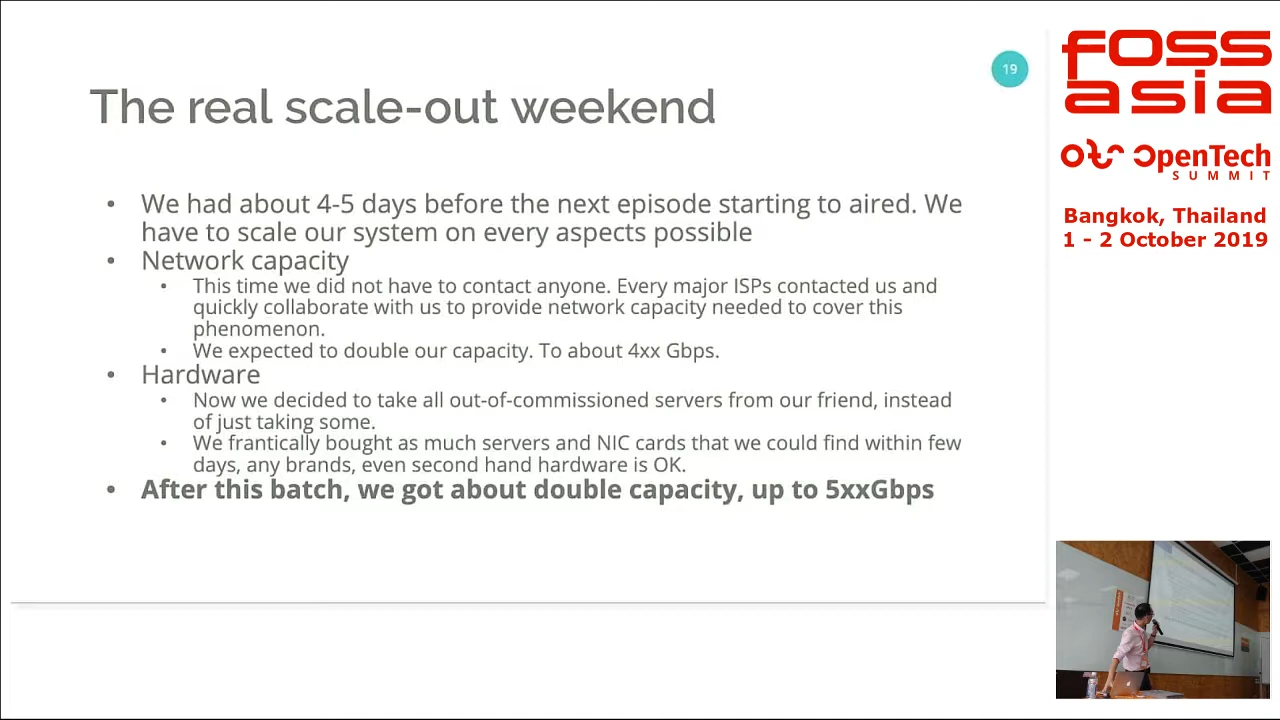 19
The real scale-out weekend
• We had about 4-5 days before the next episode starting to aired. We
have to scale our system on every aspects possible
• Network capacity
• This time we did not have to contact anyone. Every major ISPs contacted us and
quickly collaborate with us to provide network capacity needed to cover this
phenomenon.
• We expected to double our capacity. To about 4xx Gbps.
• Hardware
• Now we decided to take all out-of-commissioned servers from our friend, instead
of just taking some.
• We frantically bought as much servers and NIC cards that we could find within few
days, any brands, even second hand hardware is OK.
• After this batch, we got about double capacity, up to 5xxGbps
foss
asia
OpenTech
SUMMIT
Bangkok, Thailand
1 - 2 October 2019